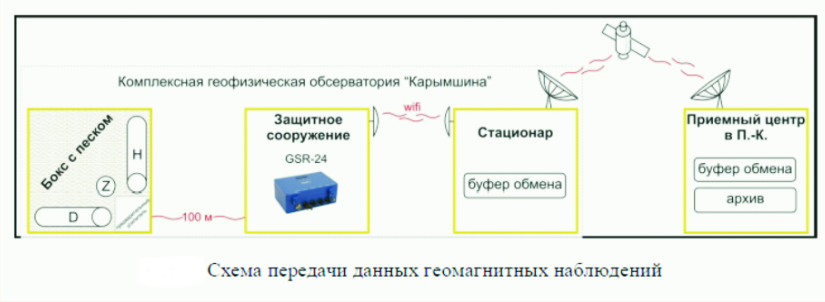 Комплексная геофизическая обсерватория “Карымшина”
Бокс с песком
H
Z
D
100 м
Защитное
сооружение
GSR-24
wifi
Стационар
буфер обмена
Приемный центр
в П.-К.
буфер обмена
архив
Схема передачи данных геомагнитных наблюдений